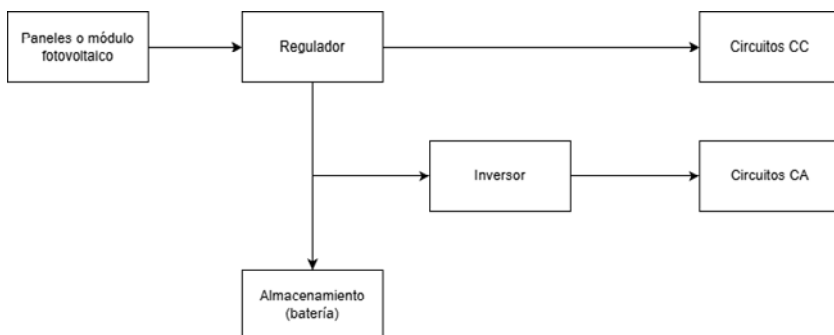 Paneles o módulo
fotovoltaico
Regulador
Circuitos CC
Inversor
Circuitos CA
Almacenamiento
(batería)